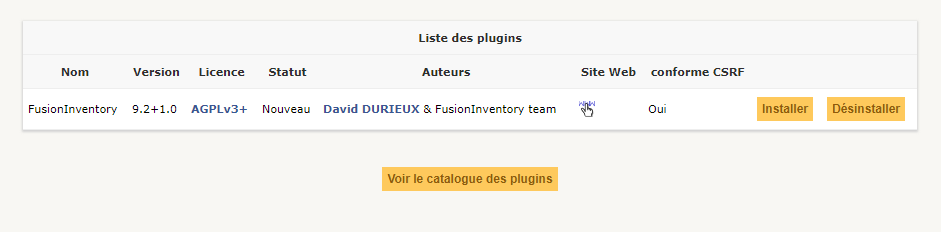 Liste des plugins
Nom Version Licence Statut Auteurs Site Web conforme CSRF
FusionInventory 9.2+1.0 AGPLv3+ Nouveau David DURIEUX & FusionInventory team Oui Installer Désinstaller
Voir le catalogue des plugins